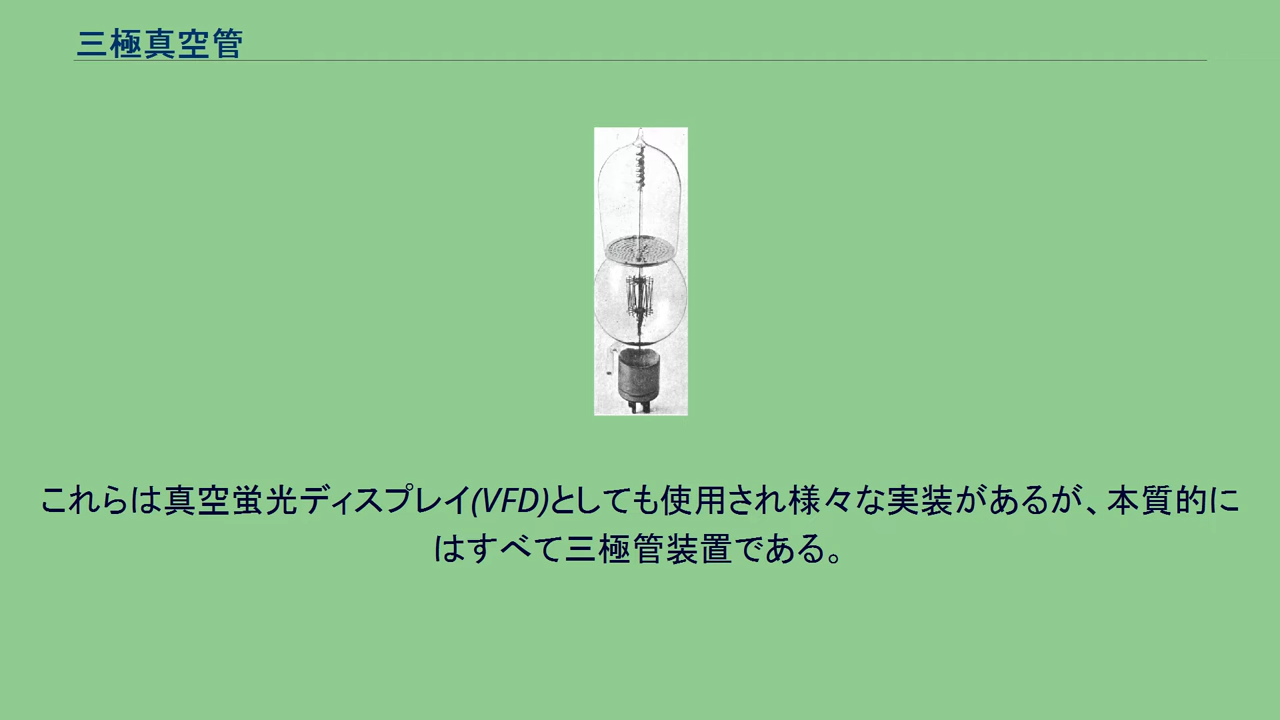 三極真空管
これらは真空蛍光ディスプレイ(VFD)としても使用され様々な実装があるが、本質的に
はすべて三極管装置である。